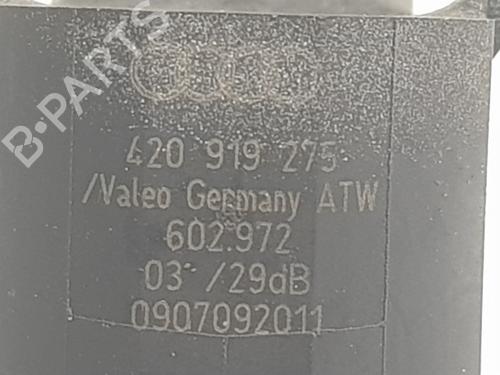 B-PARTS
420 919 275
/Valeo Germany ATW
602.972
03 /29dB
0907092011